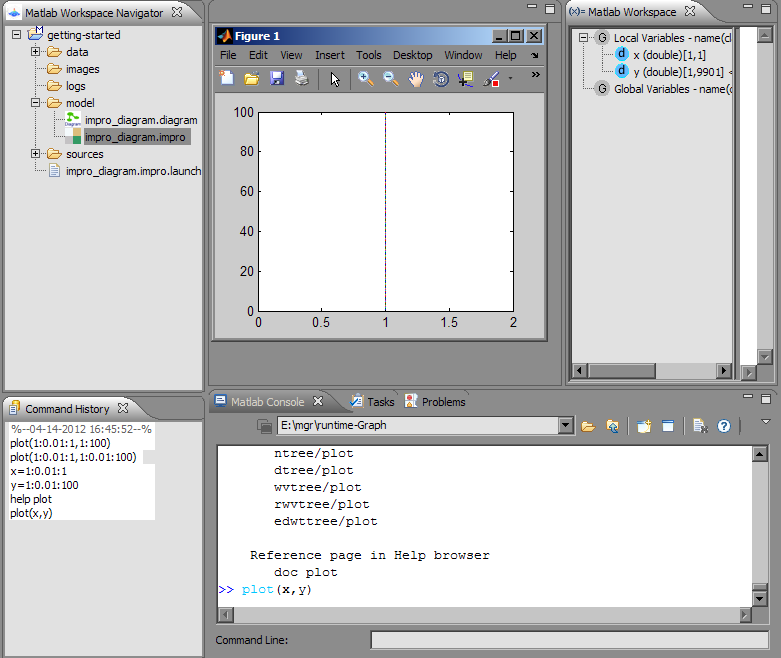 Matlab Workspace Navigator
getting-started
data
images
logs
model
impro_diagram.diagram
impro_diagram.impro
sources
impro_diagram.impro.launch
Figure 1
File Edit View Insert Tools Desktop Window Help
100
80
60
40
20
0
0 0.5 1 1.5 2
(x)= Matlab Workspace
G Local Variables - name(d
d x (double)[1,1]
d y (double)[1,9901] <
G Global Variables - name(
Command History
%--04-14-2012 16:45:52--%
plot(1:0.01:1,1:100)
plot(1:0.01:1,1:0.01:100)
x=1:0.01:1
y=1:0.01:100
help plot
plot(x,y)
Matlab Console Tasks Problems
E:\mgr\runtime-Graph
ntree/plot
dtree/plot
wvtree/plot
rwvtree/plot
edwttree/plot
Reference page in Help browser
doc plot
>> plot(x,y)
Command Line: